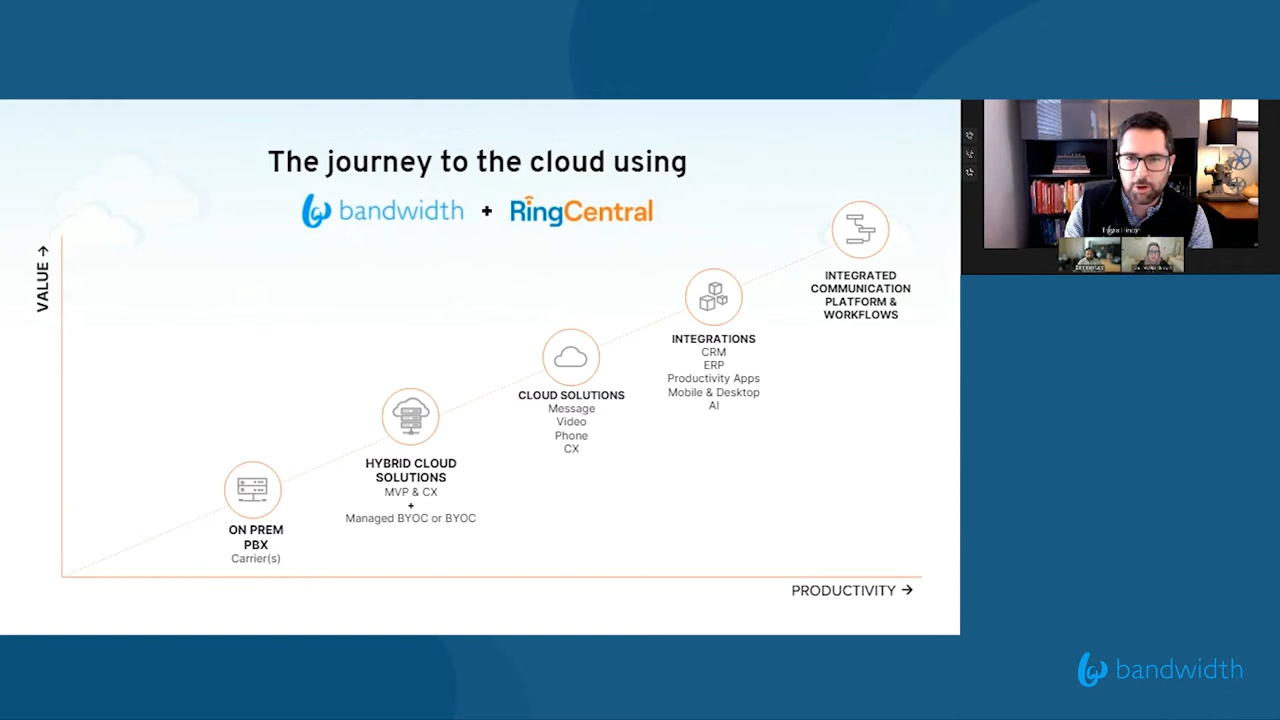 The journey to the cloud using
bandwidth + RingCentral
VALUE →
INTEGRATED
COMMUNICATION
PLATFORM &
WORKFLOWS
INTEGRATIONS
CRM
ERP
Productivity Apps
Mobile & Desktop
AI
CLOUD SOLUTIONS
Message
Video
Phone
CX
HYBRID CLOUD
SOLUTIONS
MVP & CX
+
Managed BYOC or BYOC
ON PREM
PBX
Carrier(s)
PRODUCTIVITY →
bandwidth